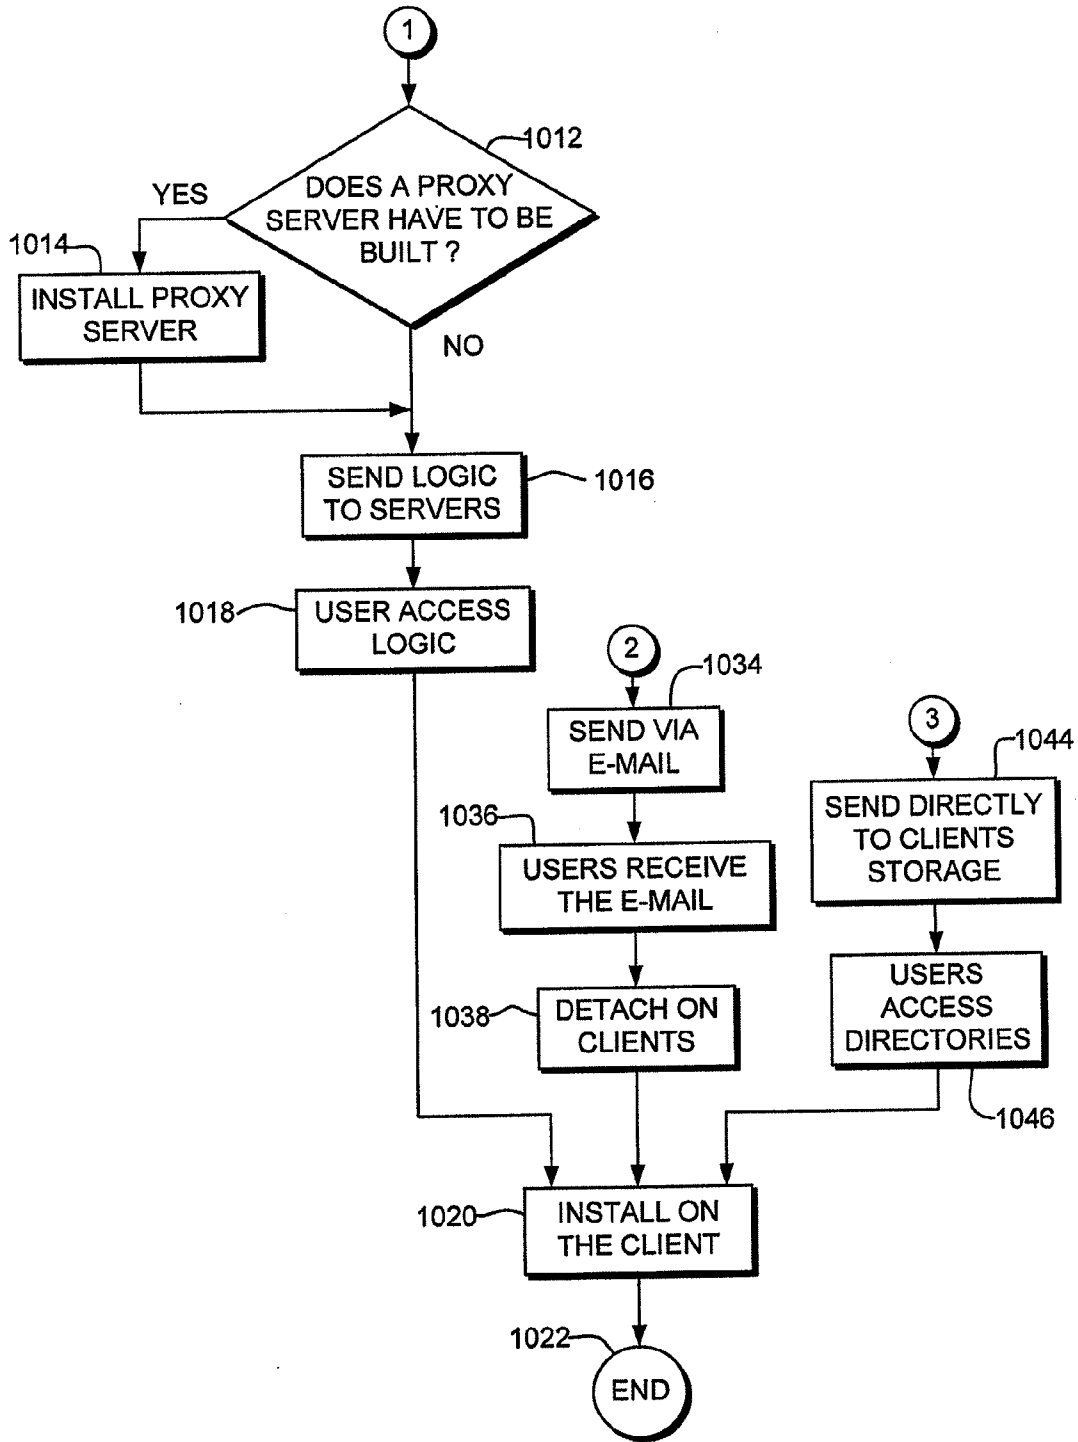 1
1012
DOES A PROXY
SERVER HAVE TO BE
BUILT ?
YES
NO
1014
INSTALL PROXY
SERVER
SEND LOGIC
TO SERVERS
1016
1018
USER ACCESS
LOGIC
2
1034
SEND VIA
E-MAIL
1036
USERS RECEIVE
THE E-MAIL
1038
DETACH ON
CLIENTS
3
1044
SEND DIRECTLY
TO CLIENTS
STORAGE
USERS
ACCESS
DIRECTORIES
1046
1020
INSTALL ON
THE CLIENT
1022
END